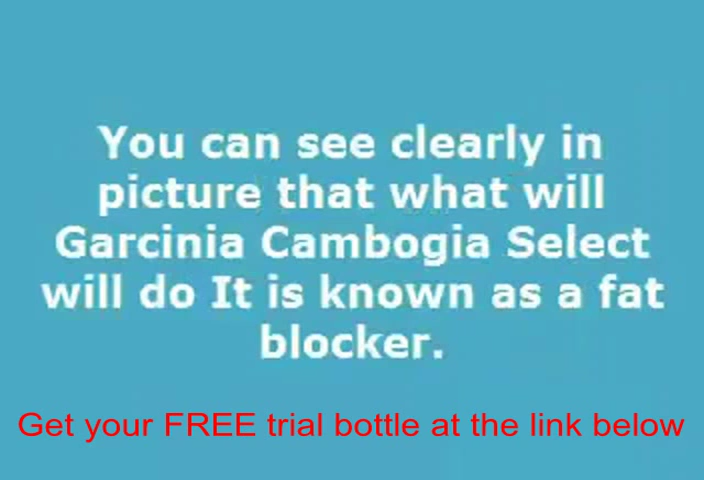 You can see clearly in
picture that what will
Garcinia Cambogia Select
will do It is known as a fat
blocker.
Get your FREE trial bottle at the link below